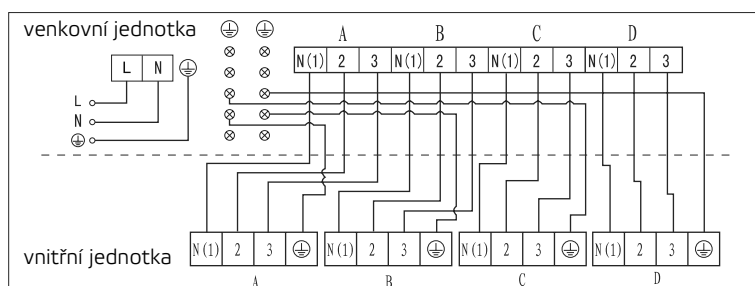 venkovní jednotka
A B C D
N(1) 2 3 N(1) 2 3 N(1) 2 3 N(1) 2 3
L N
L
N
N(1) 2 3 N(1) 2 3 N(1) 2 3 N(1) 2 3
vnitřní jednotka
A B C D